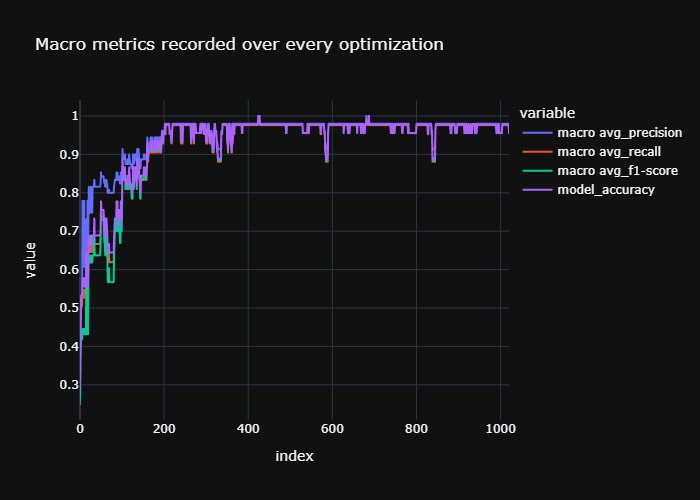 Macro metrics recorded over every optimization
variable
macro avg_precision
macro avg_recall
macro avg_f1-score
model_accuracy
1
0.9
0.8
0.7
0.6
0.5
0.4
0.3
value
0 200 400 600 800 1000
index